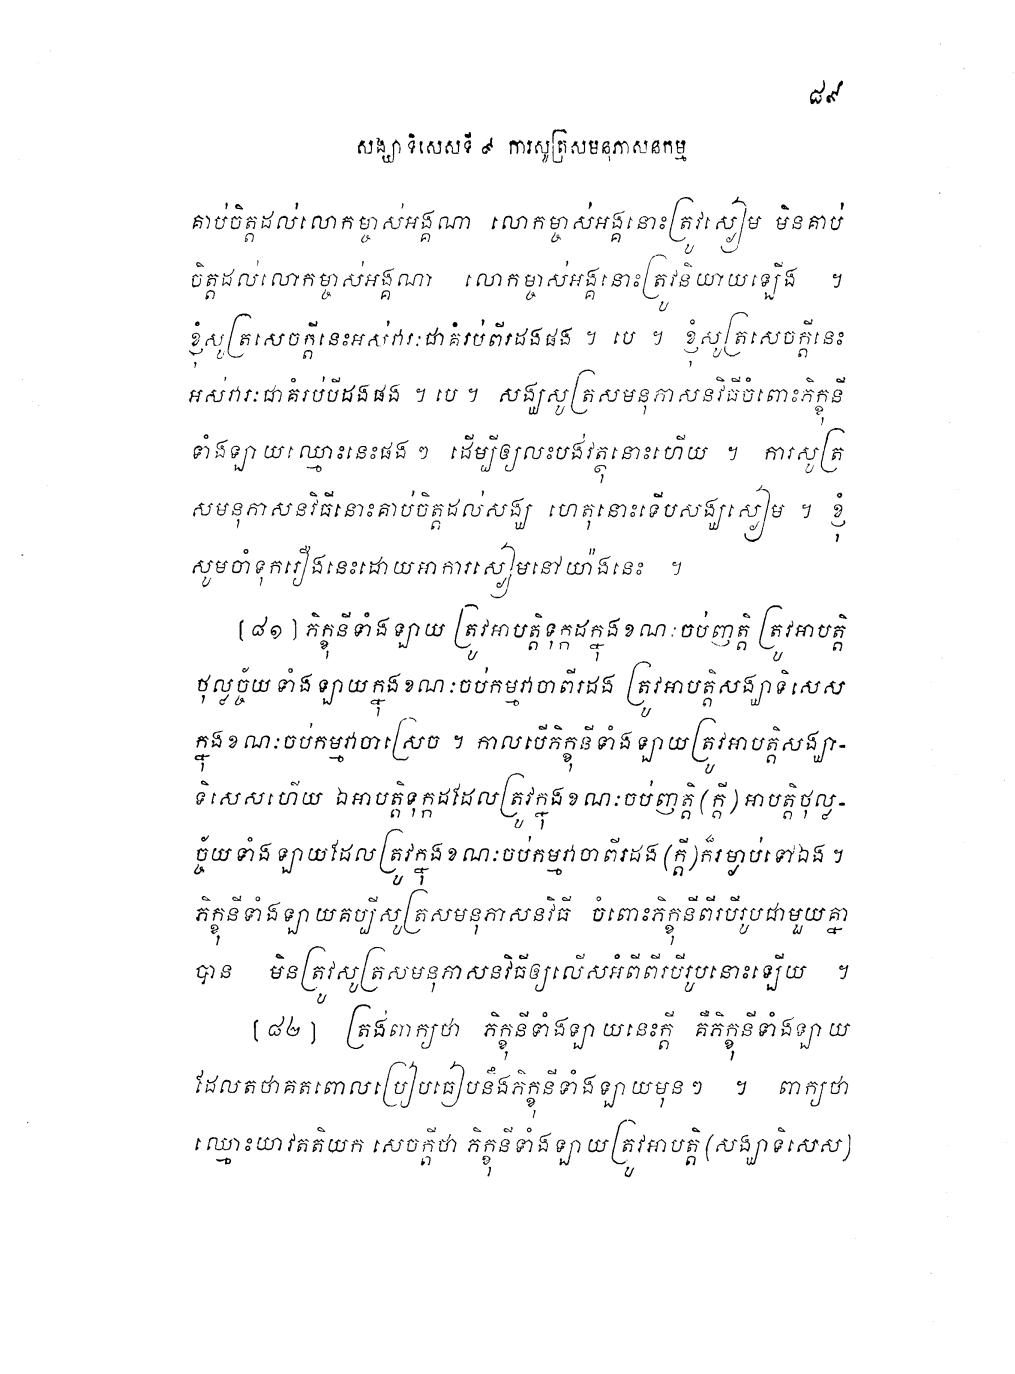 ៨៩
សង្ឃាទិសេសទី ៩ ការសូត្រសមនុភាសនកម្ម
គាប់ចិត្តដល់លោកម្ចាស់អង្គណា លោកម្ចាស់អង្គនោះត្រូវស្ងៀម មិនគាប់
ចិត្តដល់លោកម្ចាស់អង្គណា លោកម្ចាស់អង្គនោះត្រូវនិយាយឡើង ។
ខ្ញុំសូត្រសេចក្តីនេះអស់វារៈជាគំរប់ពីរដងផង ។ បេ ។ ខ្ញុំសូត្រសេចក្តីនេះ
អស់វារៈជាគំរប់បីដងផង ។ បេ ។ សង្ឃសូត្រសមនុភាសនវិធីចំពោះភិក្ខុនី
ទាំងឡាយឈ្មោះនេះផង ៗ ដើម្បីឲ្យលះបង់វត្ថុនោះហើយ ។ ការសូត្រ
សមនុភាសនវិធីនោះគាប់ចិត្តដល់សង្ឃ ហេតុនោះទើបសង្ឃស្ងៀម ។ ខ្ញុំ
សូមចាំទុករឿងនេះដោយអាការស្ងៀមនៅយ៉ាងនេះ ។
[៨១] ភិក្ខុនីទាំងឡាយ ត្រូវអាបត្តិទុក្កដក្នុងខណៈចប់ញត្តិ ត្រូវអាបត្តិ
ថុល្លច្ច័យទាំងឡាយក្នុងខណៈចប់កម្មវាចាពីរដង ត្រូវអាបត្តិសង្ឃាទិសេស
ក្នុងខណៈចប់កម្មវាចាស្រេច ។ កាលបើភិក្ខុនីទាំងឡាយត្រូវអាបត្តិសង្ឃា-
ទិសេសហើយ ឯអាបត្តិទុក្កដដែលត្រូវក្នុងខណៈចប់ញត្តិ (ក្តី) អាបត្តិថុល្ល-
ច្ច័យទាំងឡាយដែលត្រូវក្នុងខណៈចប់កម្មវាចាពីរដង (ក្តី) ក៏រម្ងាប់ទៅឯង ។
ភិក្ខុនីទាំងឡាយគប្បីសូត្រសមនុភាសនវិធី ចំពោះភិក្ខុនីពីរបីរូបជាមួយគ្នា
បាន មិនត្រូវសូត្រសមនុភាសនវិធីឲ្យលើសអំពីពីរបីរូបនោះឡើយ ។
[៨២] ត្រង់ពាក្យថា ភិក្ខុនីទាំងឡាយនេះក្តី គឺភិក្ខុនីទាំងឡាយ
ដែលតថាគតពោលប្រៀបធៀបនឹងភិក្ខុនីទាំងឡាយមុន ៗ ។ ពាក្យថា
ឈ្មោះយាវតតិយក សេចក្តីថា ភិក្ខុនីទាំងឡាយត្រូវអាបត្តិ (សង្ឃាទិសេស)